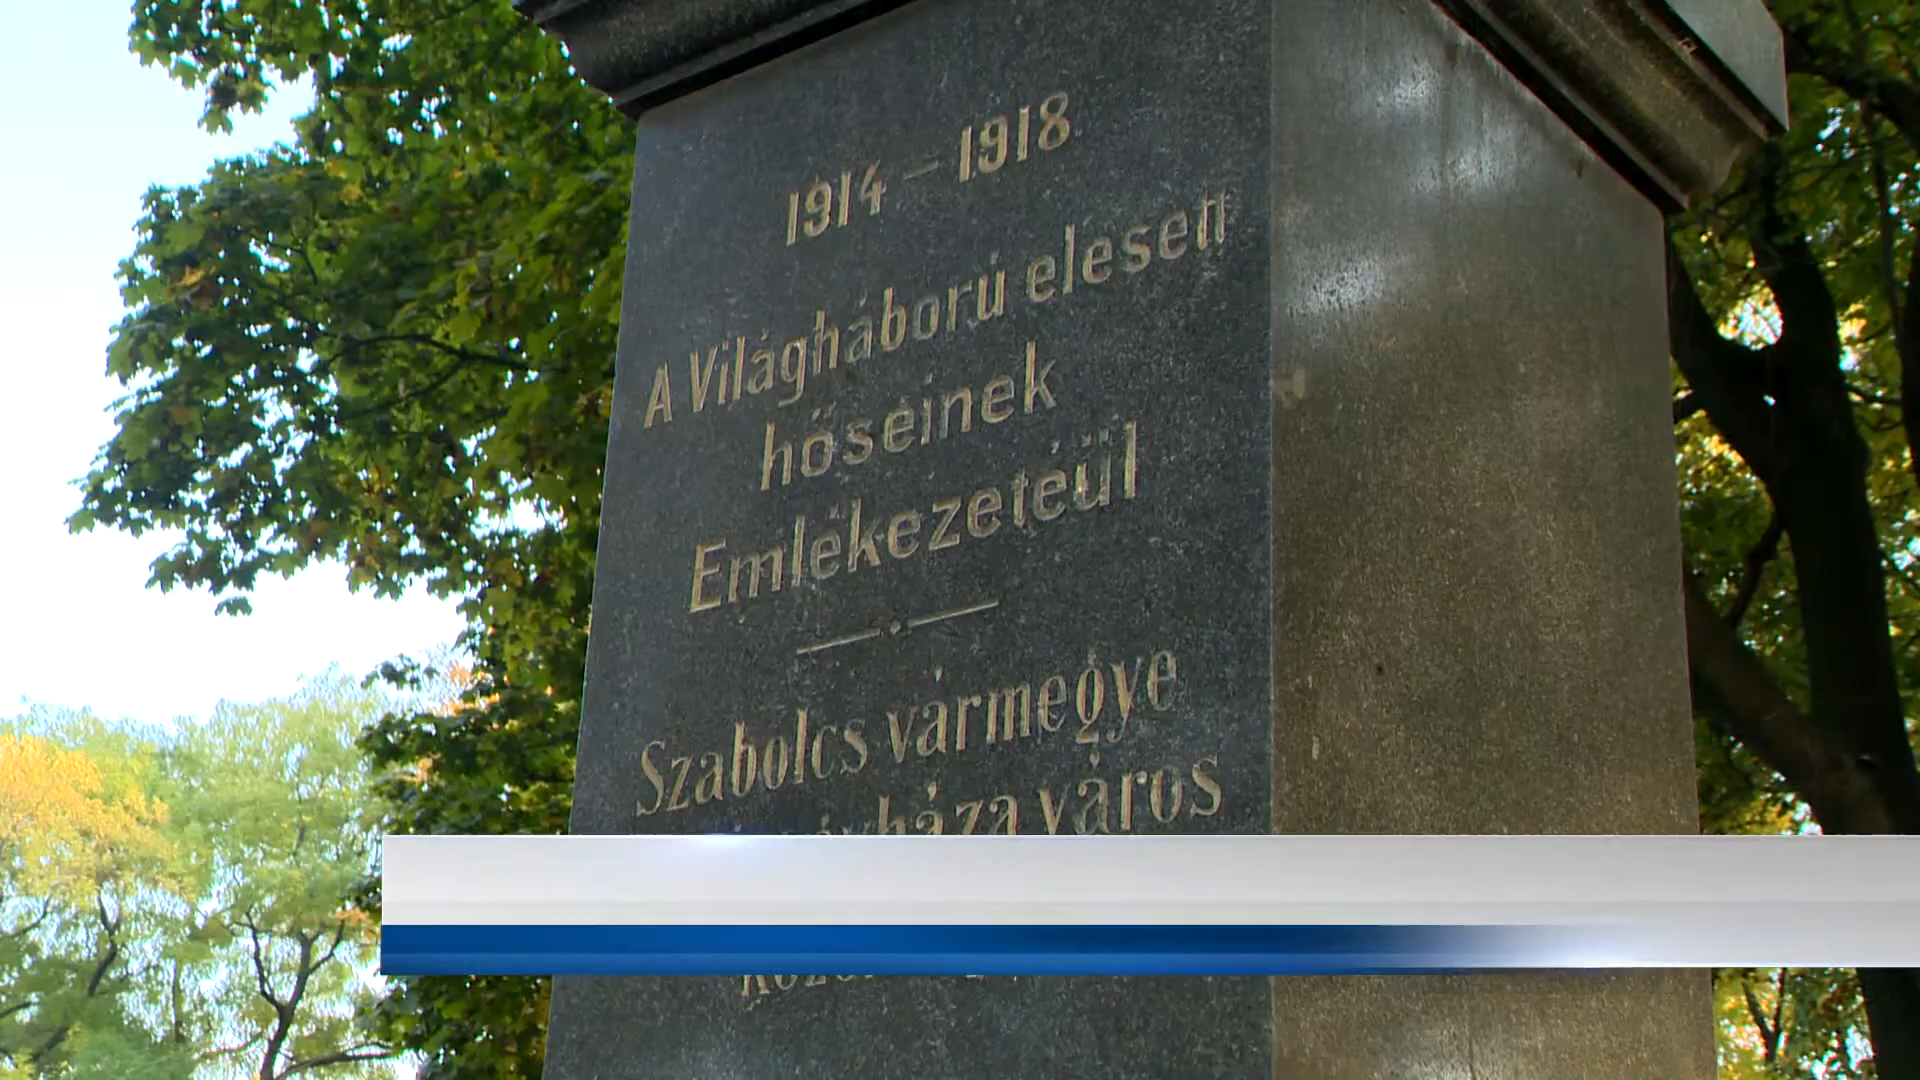 1914 – 1918
A Világháború elesett
hőseinek
Emlékezetéül
Szabolcs vármegye
város